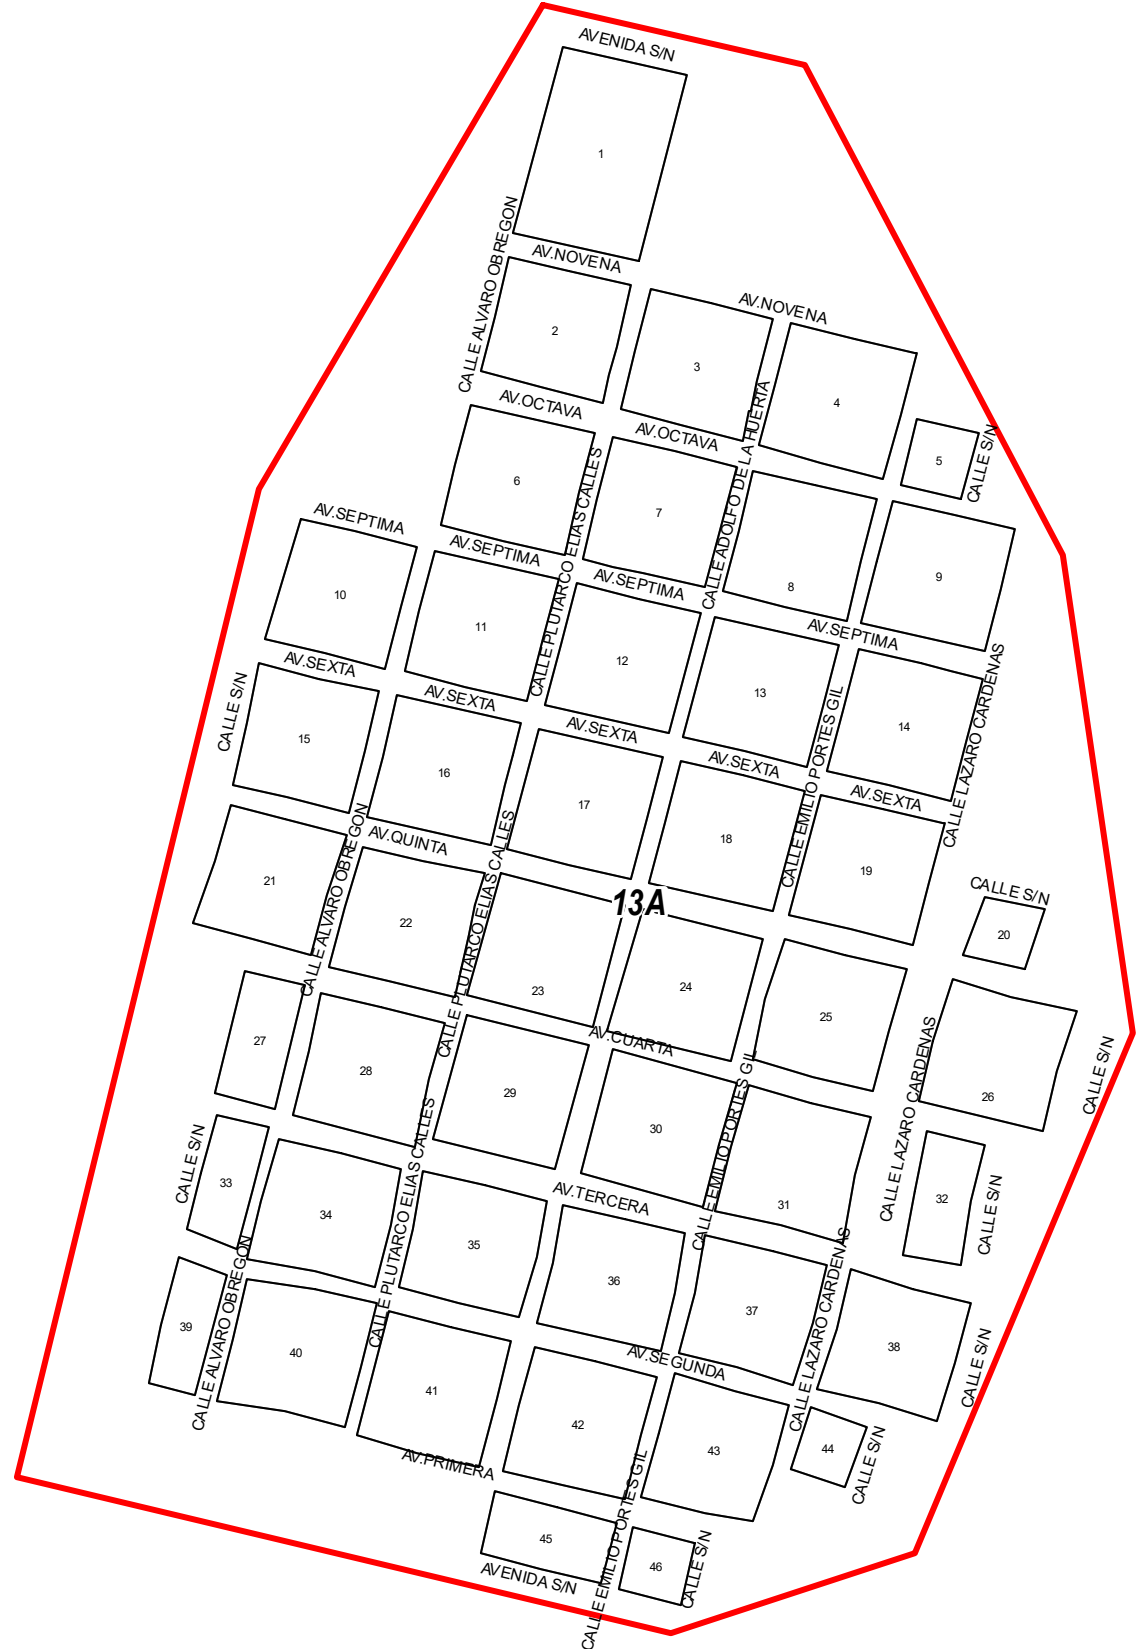 AVENIDA S/N
1
CALLE ALVARO OBREGON
AV.NOVENA
AV.NOVENA
2
3
4
CALLE ADOLFO DE LA HUERTA
AV.OCTAVA
AV.OCTAVA
5
CALLE S/N
6
7
8
9
CALLE PLUTARCO ELIAS CALLES
AV.SEPTIMA
AV.SEPTIMA
AV.SEPTIMA
AV.SEPTIMA
10
11
12
13
14
CALLE EMILIO PORTES GIL
CALLE LAZARO CARDENAS
CALLE S/N
AV.SEXTA
AV.SEXTA
AV.SEXTA
AV.SEXTA
AV.SEXTA
15
16
17
18
19
CALLE S/N
20
CALLE ALVARO OBREGON
AV.QUINTA
CALLE PLUTARCO ELIAS CALLES
13A
21
22
23
24
25
26
CALLE LAZARO CARDENAS
CALLE S/N
AV.CUARTA
27
28
29
30
31
32
CALLE EMILIO PORTES GIL
CALLE S/N
CALLE S/N
CALLE PLUTARCO ELIAS CALLES
AV.TERCERA
33
34
35
36
37
38
CALLE LAZARO CARDENAS
CALLE S/N
CALLE ALVARO OBREGON
AV.SEGUNDA
39
40
41
42
43
44
CALLE S/N
AV.PRIMERA
CALLE EMILIO PORTES GIL
45
46
CALLE S/N
AVENIDA S/N